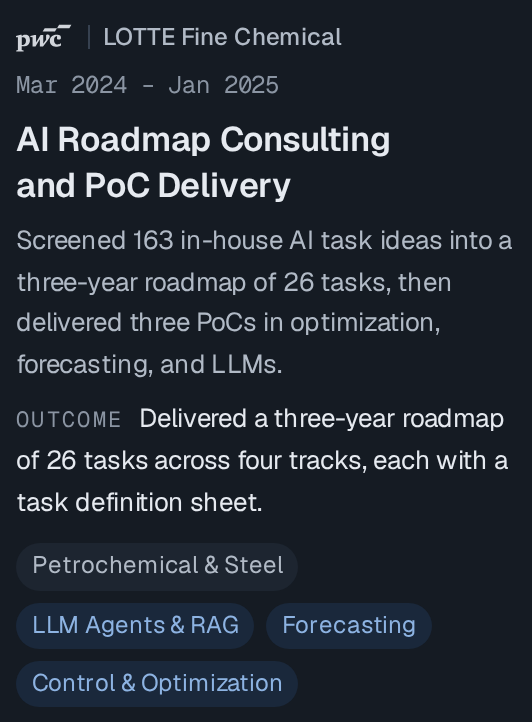 pwc | LOTTE Fine Chemical
Mar 2024 – Jan 2025
AI Roadmap Consulting
and PoC Delivery
Screened 163 in-house AI task ideas into a
three-year roadmap of 26 tasks, then
delivered three PoCs in optimization,
forecasting, and LLMs.
OUTCOME Delivered a three-year roadmap
of 26 tasks across four tracks, each with a
task definition sheet.
Petrochemical & Steel
LLM Agents & RAG Forecasting
Control & Optimization